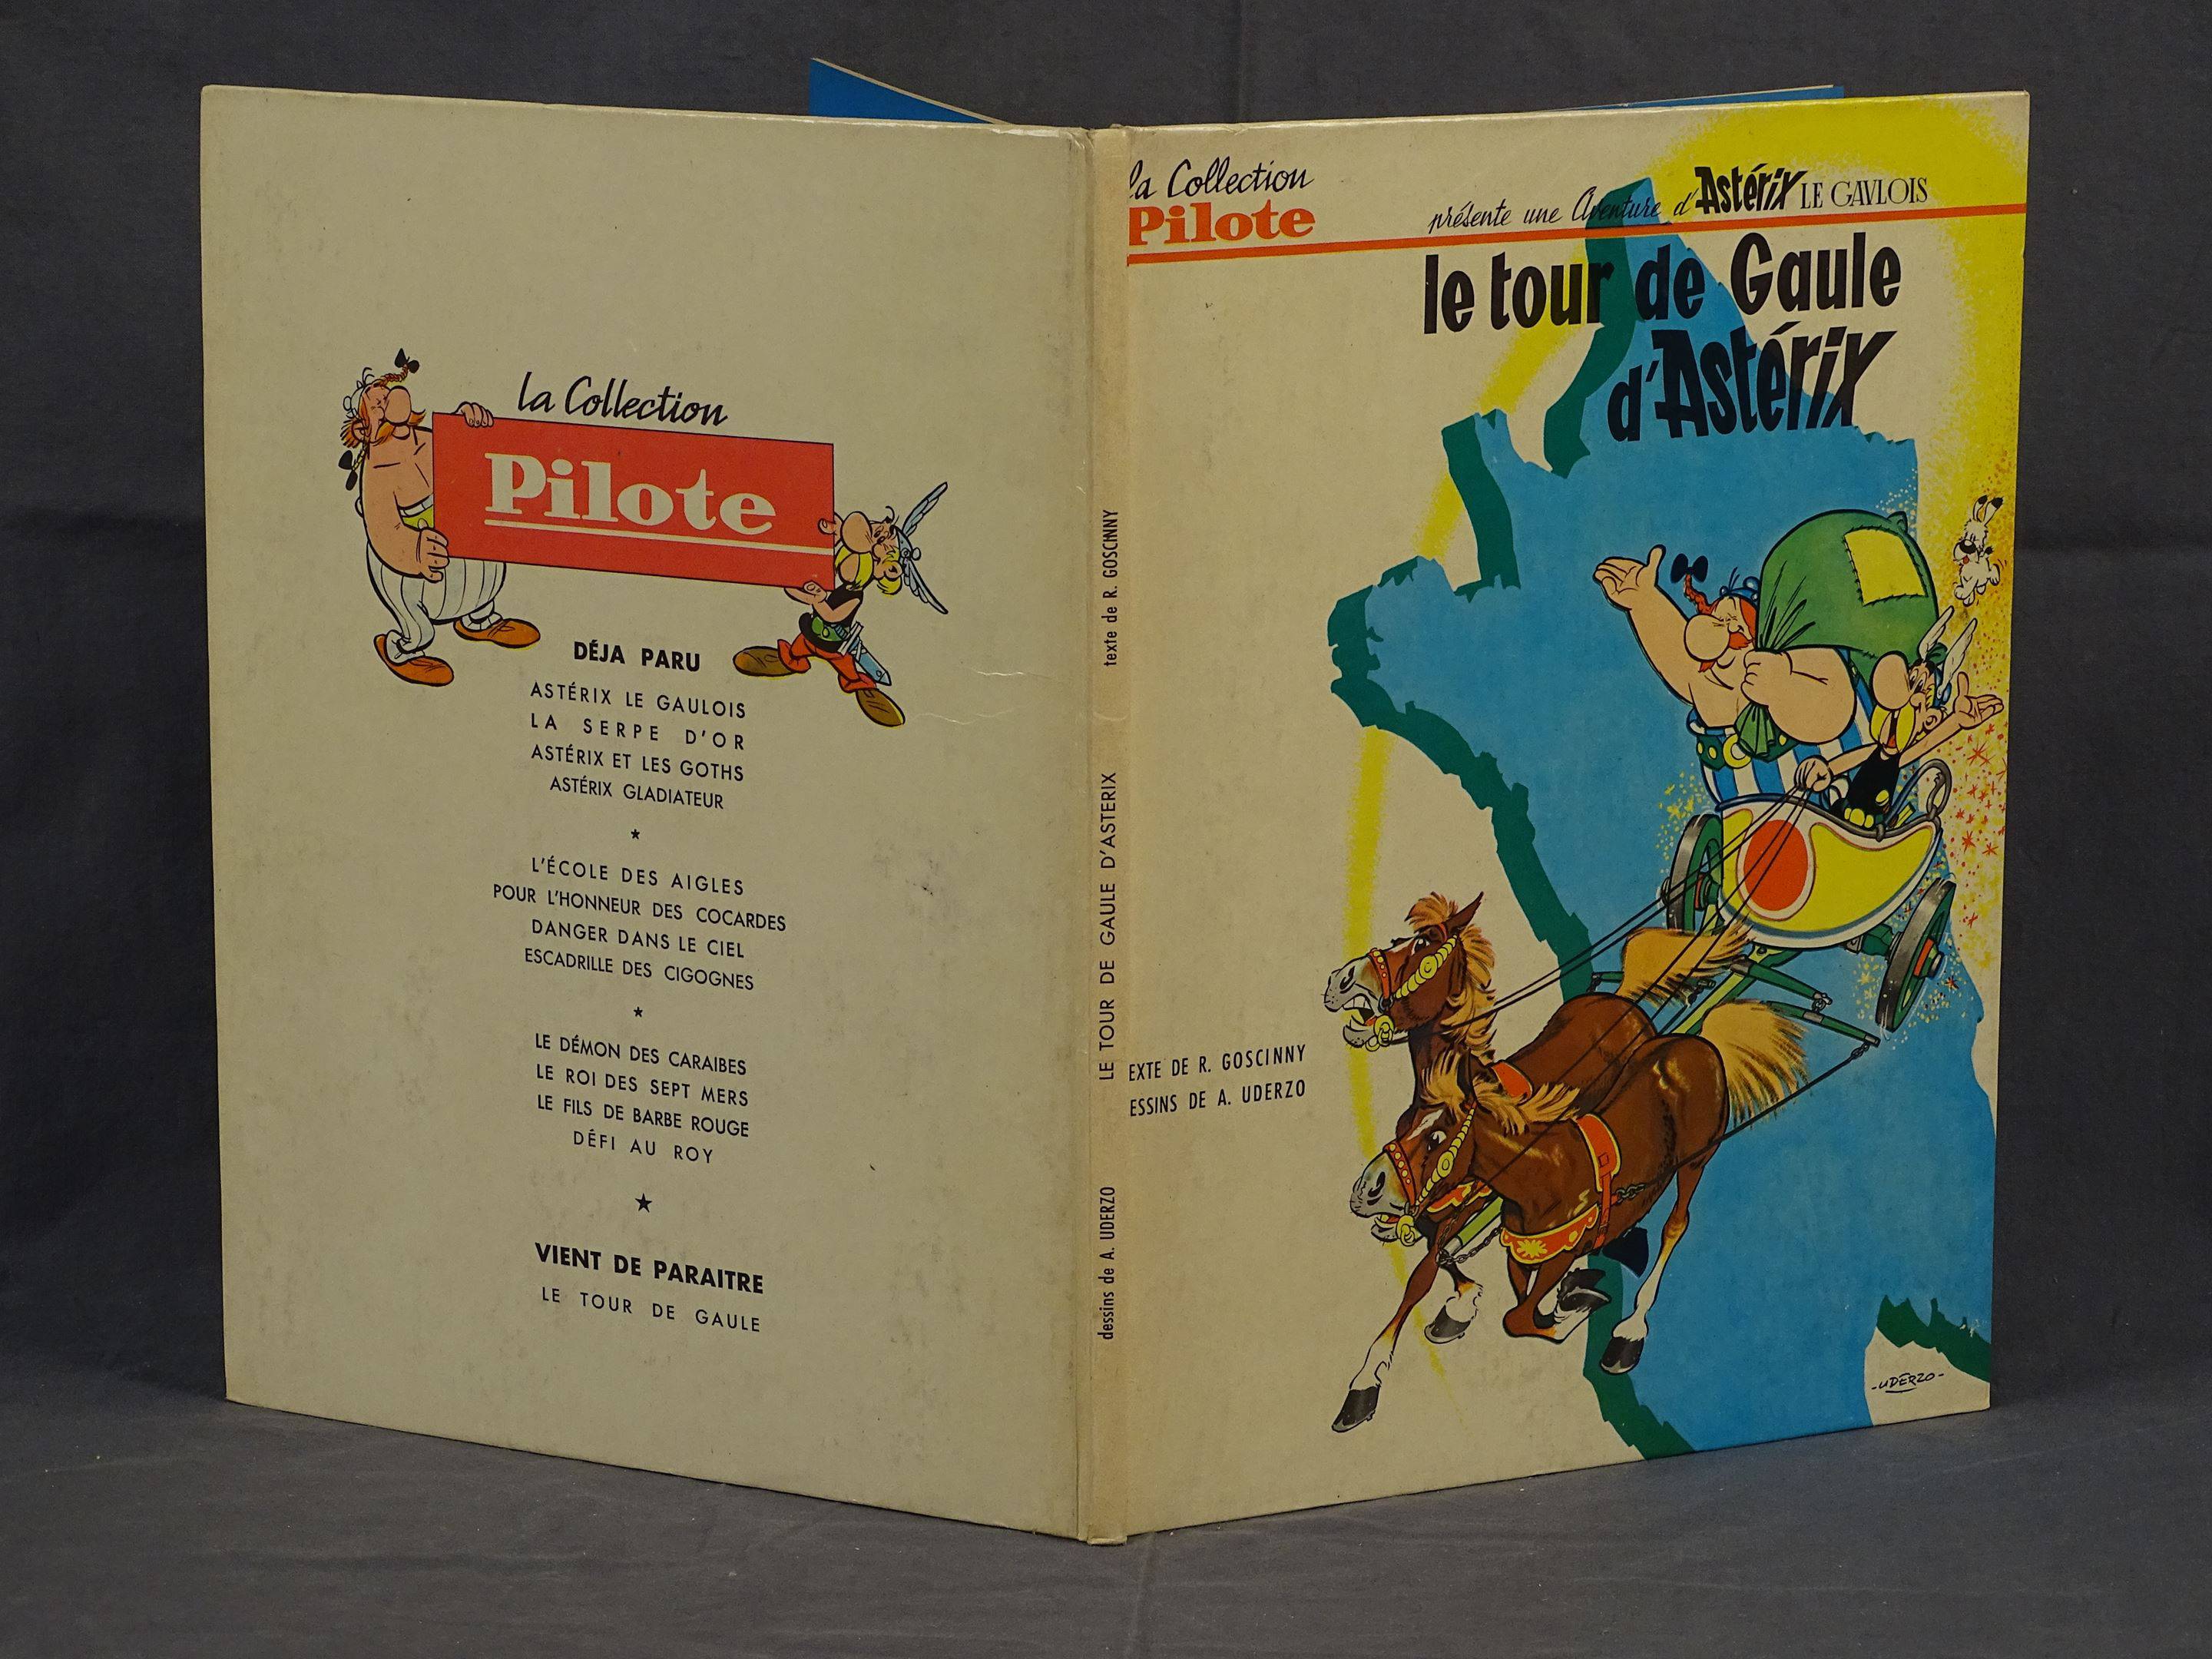 la Collection
Pilote
DÉJA PARU
ASTÉRIX LE GAULOIS
LA SERPE D'OR
ASTÉRIX ET LES GOTHS
ASTÉRIX GLADIATEUR
★
L'ÉCOLE DES AIGLES
POUR L'HONNEUR DES COCARDES
DANGER DANS LE CIEL
ESCADRILLE DES CIGOGNES
★
LE DÉMON DES CARAIBES
LE ROI DES SEPT MERS
LE FILS DE BARBE ROUGE
DÉFI AU ROY
★
VIENT DE PARAITRE
LE TOUR DE GAULE
dessins de A. UDERZO
LE TOUR DE GAULE D'ASTERIX
texte de R. GOSCINNY
la Collection
Pilote
présente une Aventure d'Astérix LE GAVLOIS
le tour de Gaule
d'Astérix
EXTE DE R. GOSCINNY
ESSINS DE A. UDERZO
-UDERZO-